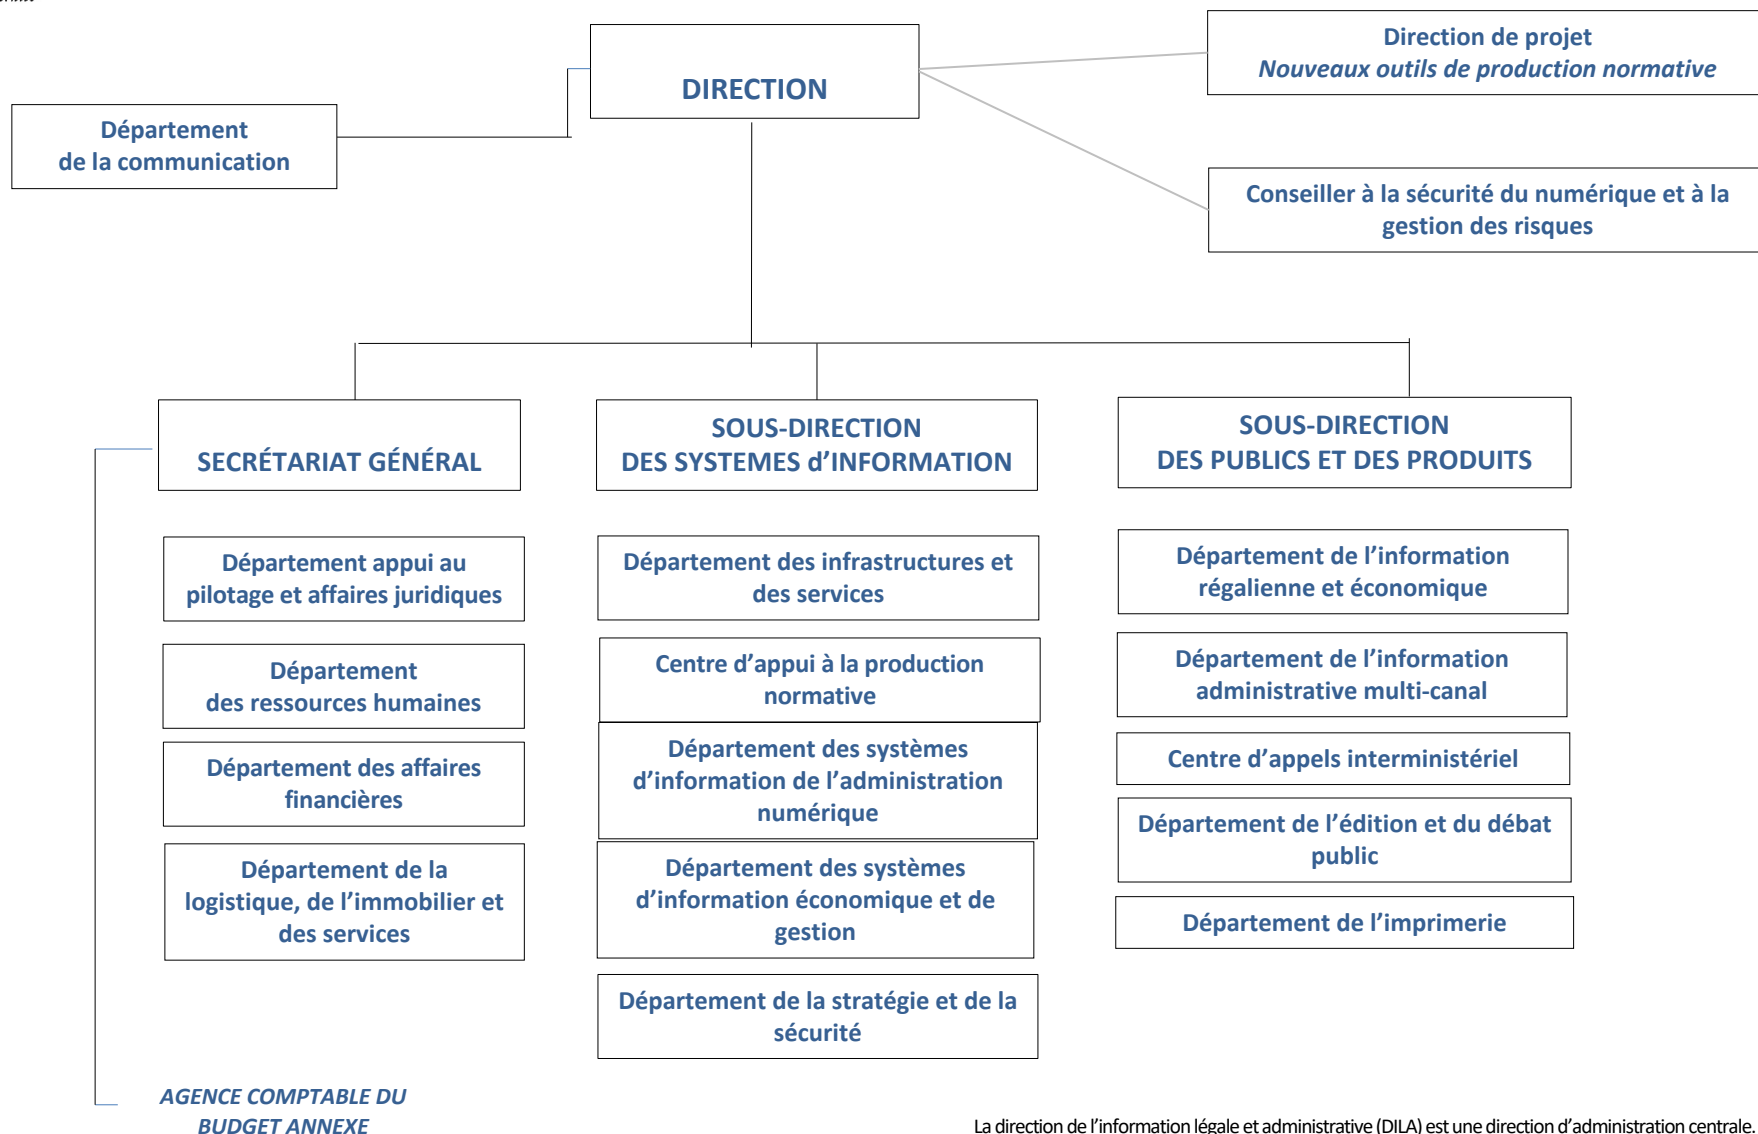 DIRECTION
Direction de projet
Nouveaux outils de production normative
Département
de la communication
Conseiller à la sécurité du numérique et à la
gestion des risques
SECRÉTARIAT GÉNÉRAL
SOUS-DIRECTION
DES SYSTEMES d’INFORMATION
SOUS-DIRECTION
DES PUBLICS ET DES PRODUITS
Département appui au
pilotage et affaires juridiques
Département
des ressources humaines
Département des affaires
financières
Département de la
logistique, de l’immobilier et
des services
Département des infrastructures et
des services
Centre d’appui à la production
normative
Département des systèmes
d’information de l’administration
numérique
Département des systèmes
d’information économique et de
gestion
Département de la stratégie et de la
sécurité
Département de l’information
régalienne et économique
Département de l’information
administrative multi-canal
Centre d’appels interministériel
Département de l’édition et du débat
public
Département de l’imprimerie
AGENCE COMPTABLE DU
BUDGET ANNEXE
La direction de l’information légale et administrative (DILA) est une direction d’administration centrale.